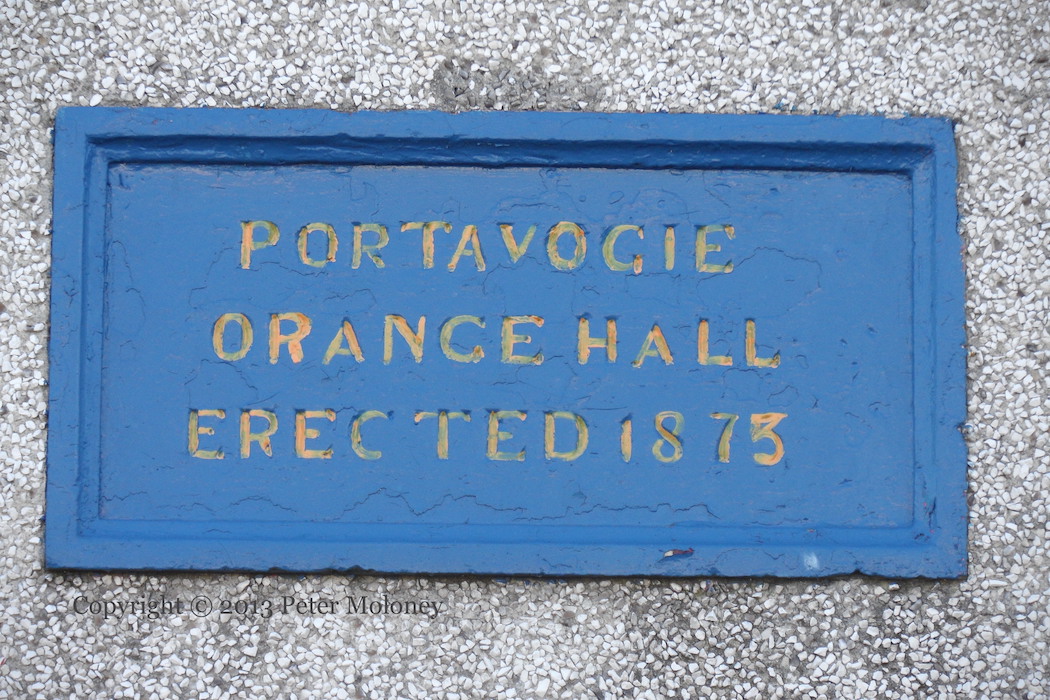 PORTAVOGIE
ORANGE HALL
ERECTED 1873
Copyright © 2013 Peter Moloney